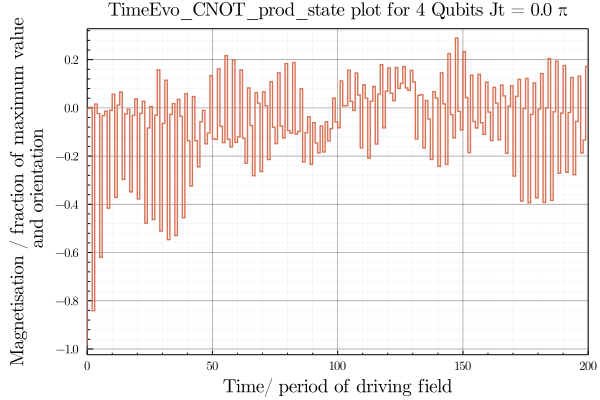 TimeEvo_CNOT_prod_state plot for 4 Qubits Jt = 0.0 π
Magnetisation / fraction of maximum value
and orientation
0.2
0.0
−0.2
−0.4
−0.6
−0.8
−1.0
0 50 100 150 200
Time/ period of driving field